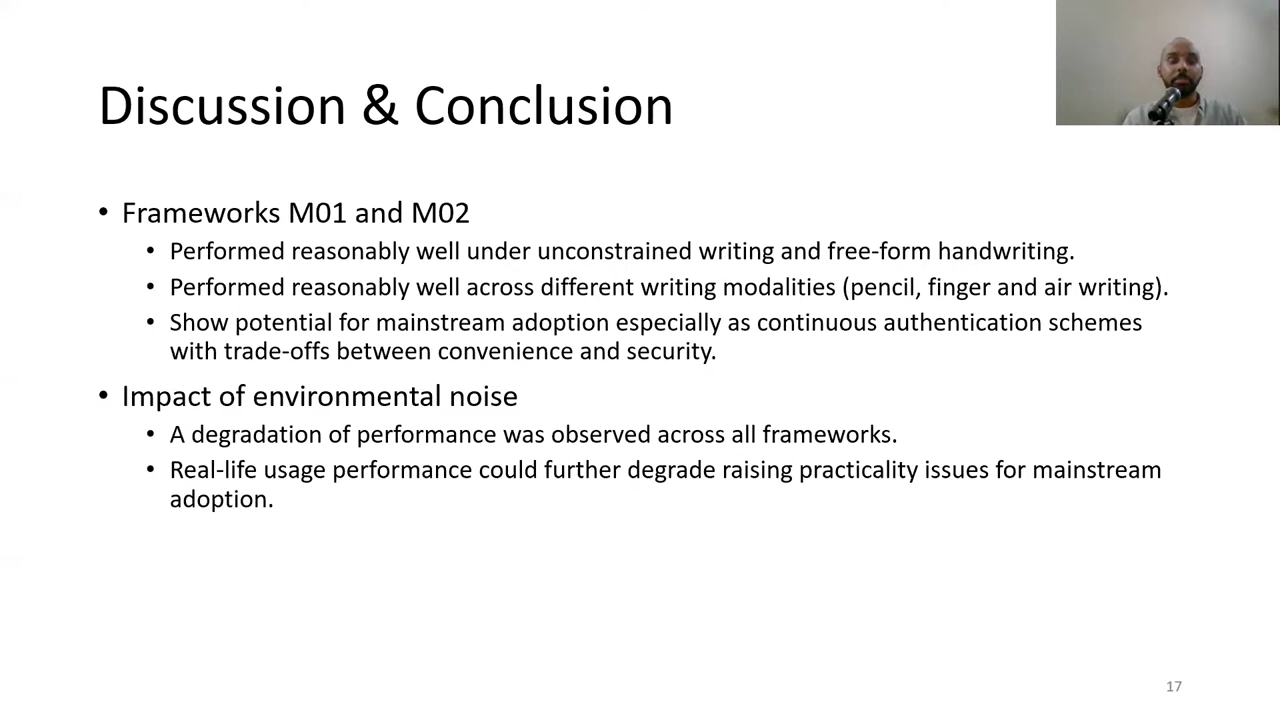 Discussion & Conclusion
• Frameworks M01 and M02
• Performed reasonably well under unconstrained writing and free-form handwriting.
• Performed reasonably well across different writing modalities (pencil, finger and air writing).
• Show potential for mainstream adoption especially as continuous authentication schemes
with trade-offs between convenience and security.
• Impact of environmental noise
• A degradation of performance was observed across all frameworks.
• Real-life usage performance could further degrade raising practicality issues for mainstream
adoption.
17